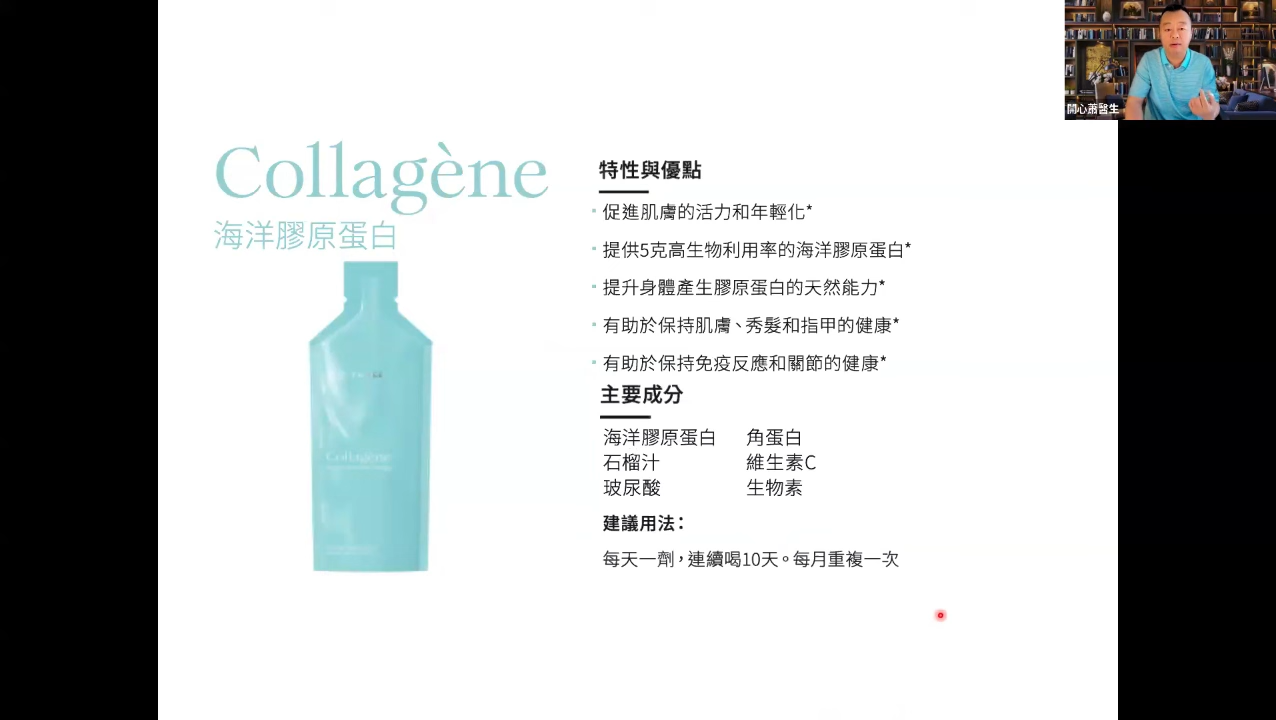 開心蕭醫生
Collagène
海洋膠原蛋白
Collagène
特性與優點
促進肌膚的活力和年輕化*
提供5克高生物利用率的海洋膠原蛋白*
提升身體產生膠原蛋白的天然能力*
有助於保持肌膚、秀髮和指甲的健康*
有助於保持免疫反應和關節的健康*
主要成分
海洋膠原蛋白 角蛋白
石榴汁 維生素C
玻尿酸 生物素
建議用法：
每天一劑，連續喝10天。每月重複一次